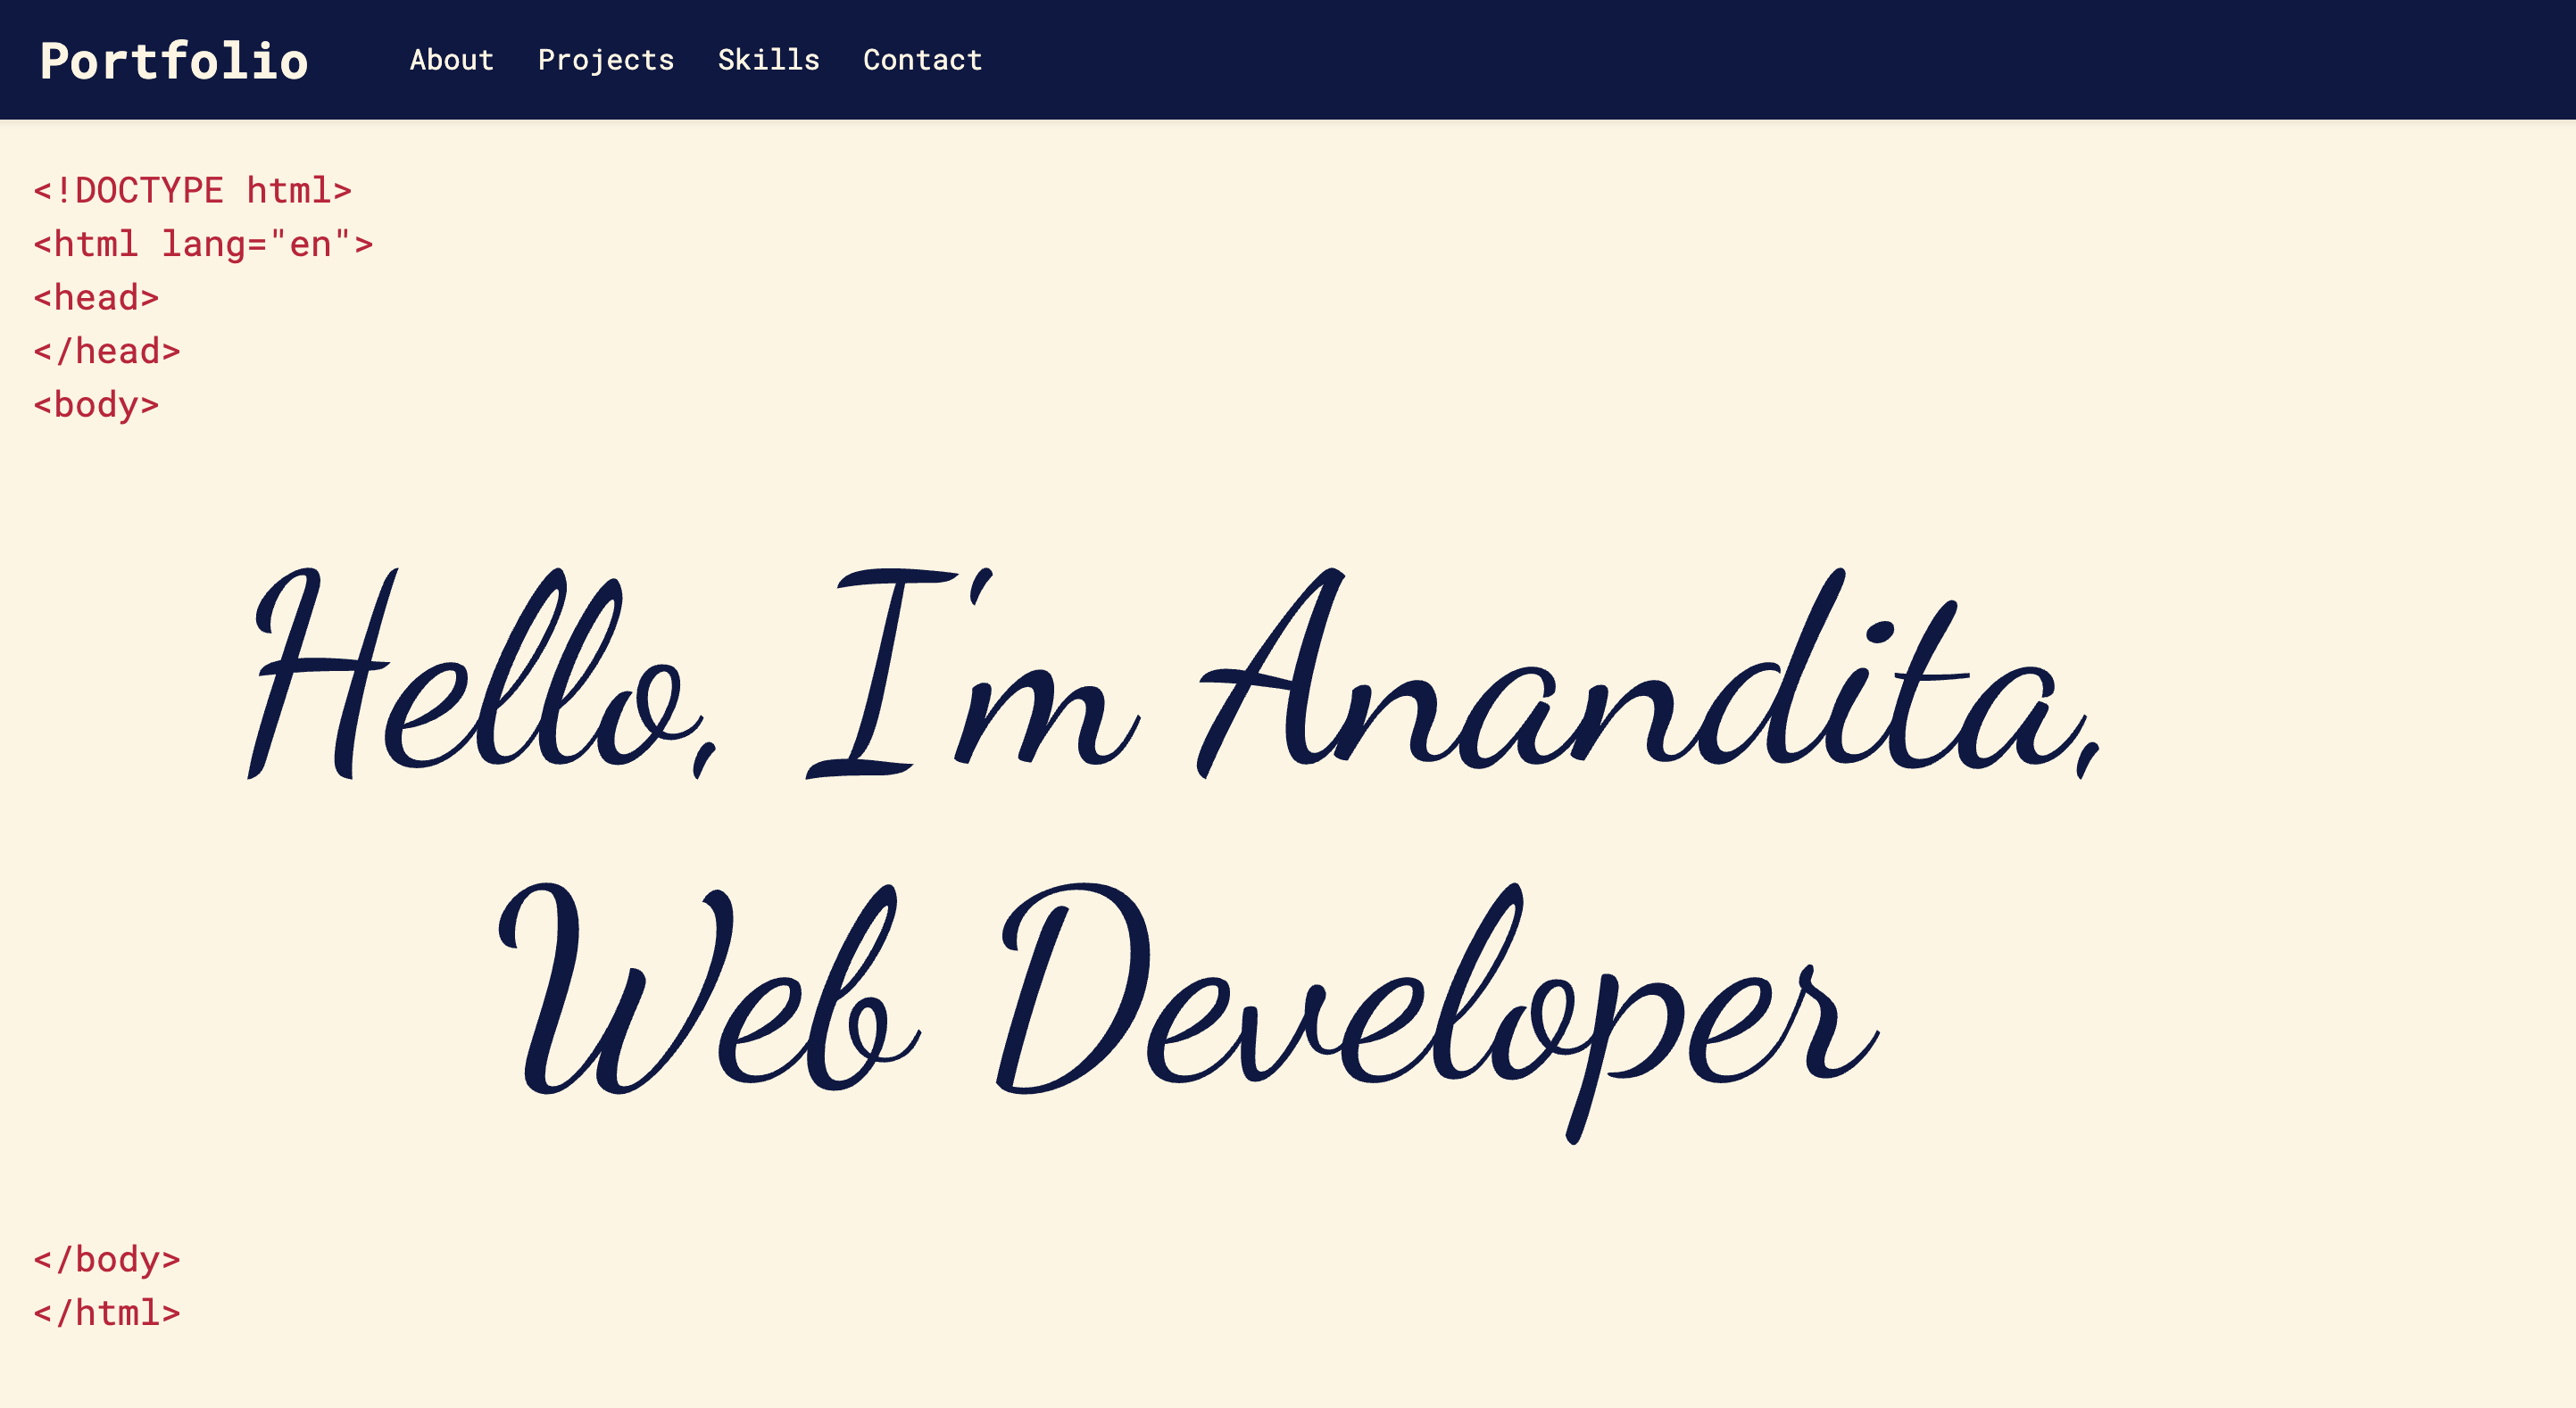 Portfolio About Projects Skills Contact
<!DOCTYPE html>
<html lang="en">
<head>
</head>
<body>
Hello, I'm Anandita,
Web Developer
</body>
</html>